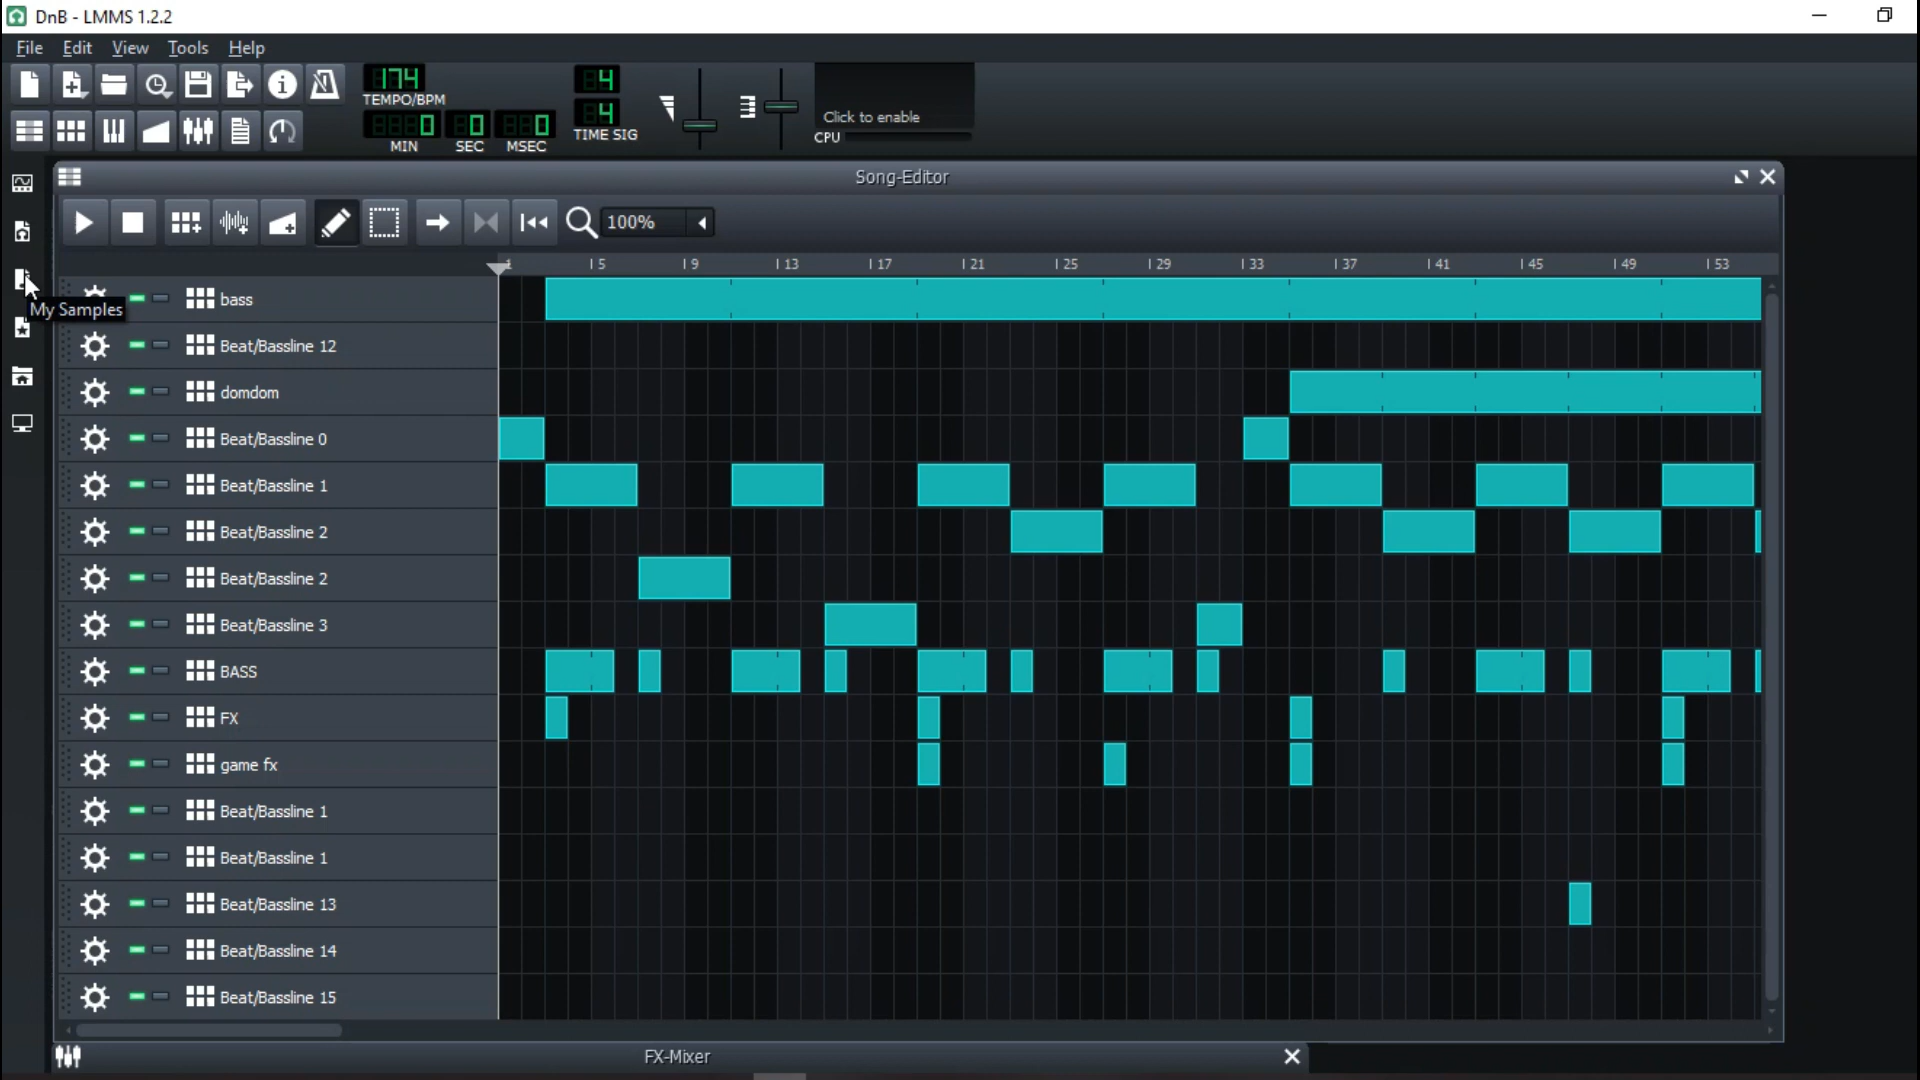 DnB - LMMS 1.2.2
File Edit View Tools Help
174
TEMPO/BPM
4
4
TIME SIG
0 0 0
MIN SEC MSEC
Click to enable
CPU
Song-Editor
100%
1 5 9 13 17 21 25 29 33 37 41 45 49 53
bass
My Samples
Beat/Bassline 12
domdom
Beat/Bassline 0
Beat/Bassline 1
Beat/Bassline 2
Beat/Bassline 2
Beat/Bassline 3
BASS
FX
game fx
Beat/Bassline 1
Beat/Bassline 1
Beat/Bassline 13
Beat/Bassline 14
Beat/Bassline 15
FX-Mixer